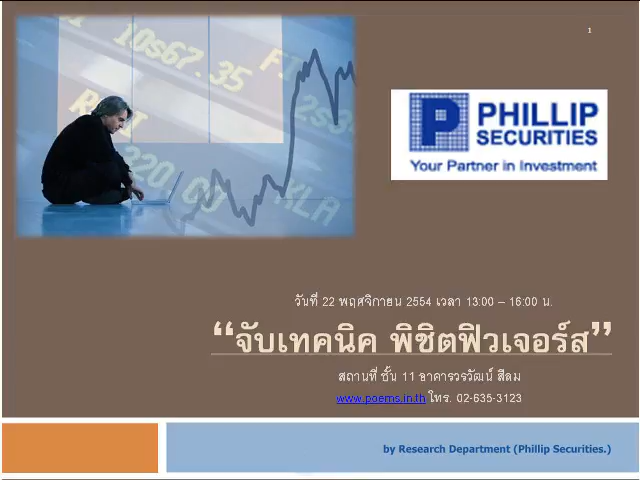 1
10s67.35
PHILLIP
SECURITIES
Your Partner in Investment
KLA
วันที่ 22 พฤศจิกายน 2554 เวลา 13:00 – 16:00 น.
“จับเทคนิค พิชิตฟิวเจอร์ส”
สถานที่ ชั้น 11 อาคารวรวัฒน์ สีลม
www.poems.in.th โทร. 02-635-3123
by Research Department (Phillip Securities.)